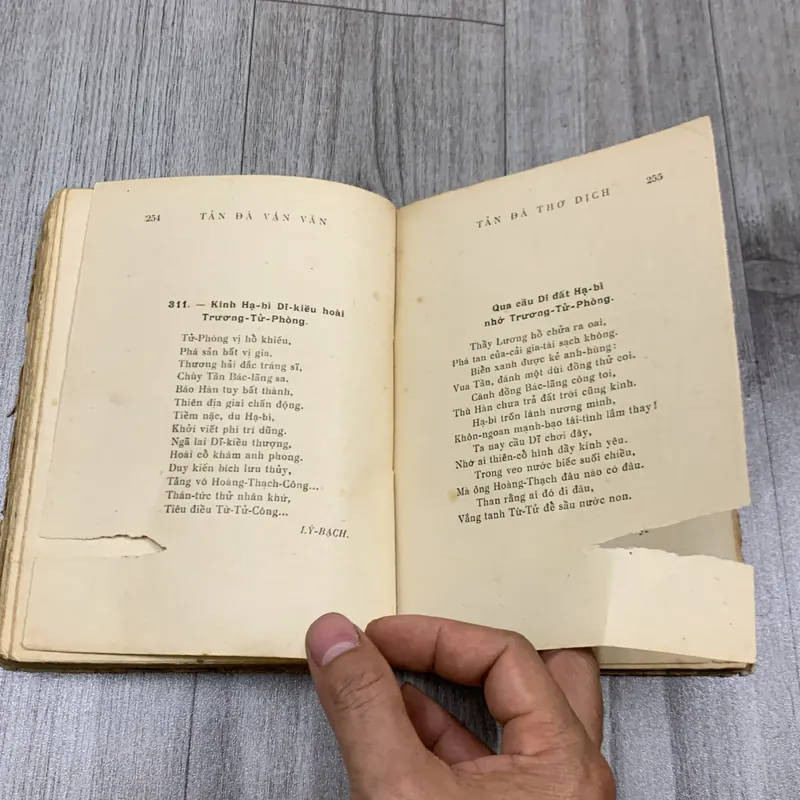 254 TẢN ĐÀ VẬN VĂN
311. — Kinh Hạ-bì Dĩ-kiều hoài
Trương-Tử-Phòng.
Tử-Phòng vị hổ khiếu,
Phá sản bất vị gia.
Thương hải đắc tráng sĩ,
Chùy Tần Bác-lãng sa.
Báo Hàn tuy bất thành,
Thiên địa giai chấn động.
Tiềm nặc, du Hạ-bì,
Khởi viết phi trí dũng.
Ngã lai Dĩ-kiều thượng,
Hoài cổ khâm anh phong.
Duy kiến bích lưu thủy,
Tằng vô Hoàng-Thạch-Công...
Thán-tức thử nhân khứ,
Tiêu điều Từ-Tử-Công...
LÝ-BẠCH.
TẢN ĐÀ THƠ DỊCH 255
Qua cầu Dĩ đất Hạ-bì
nhớ Trương-Tử-Phòng.
Thầy Lương hổ chửa ra oai,
Phá tan của-cải gia-tài sạch không.
Biển xanh được kẻ anh-hùng:
Vua Tần, đánh một dùi đồng thử coi.
Cánh đồng Bác-lãng công toi,
Thù Hàn chưa trả đất trời cũng kinh.
Hạ-bì trốn lánh nương mình,
Khôn-ngoan mạnh-bạo tài-tình lắm thay!
Ta nay cầu Dĩ chơi đây,
Nhớ ai thiên-cổ hình đầy kính yêu.
Trong veo nước biếc suối chiều,
Mà ông Hoàng-Thạch đâu nào có đâu.
Than rằng ai đó đi đâu,
Vắng tanh Từ-Tử để sầu nước non.